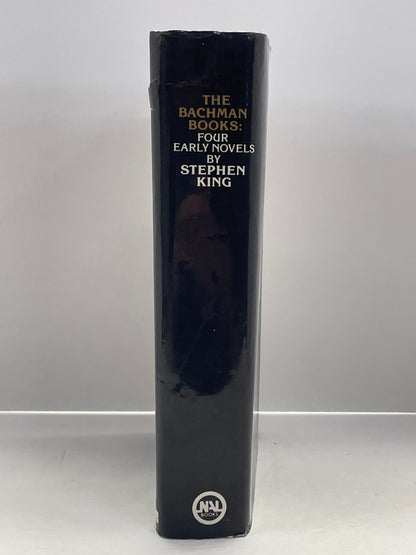 THE
BACHMAN
BOOKS:
FOUR
EARLY NOVELS
BY
STEPHEN
KING
NAL
BOOKS